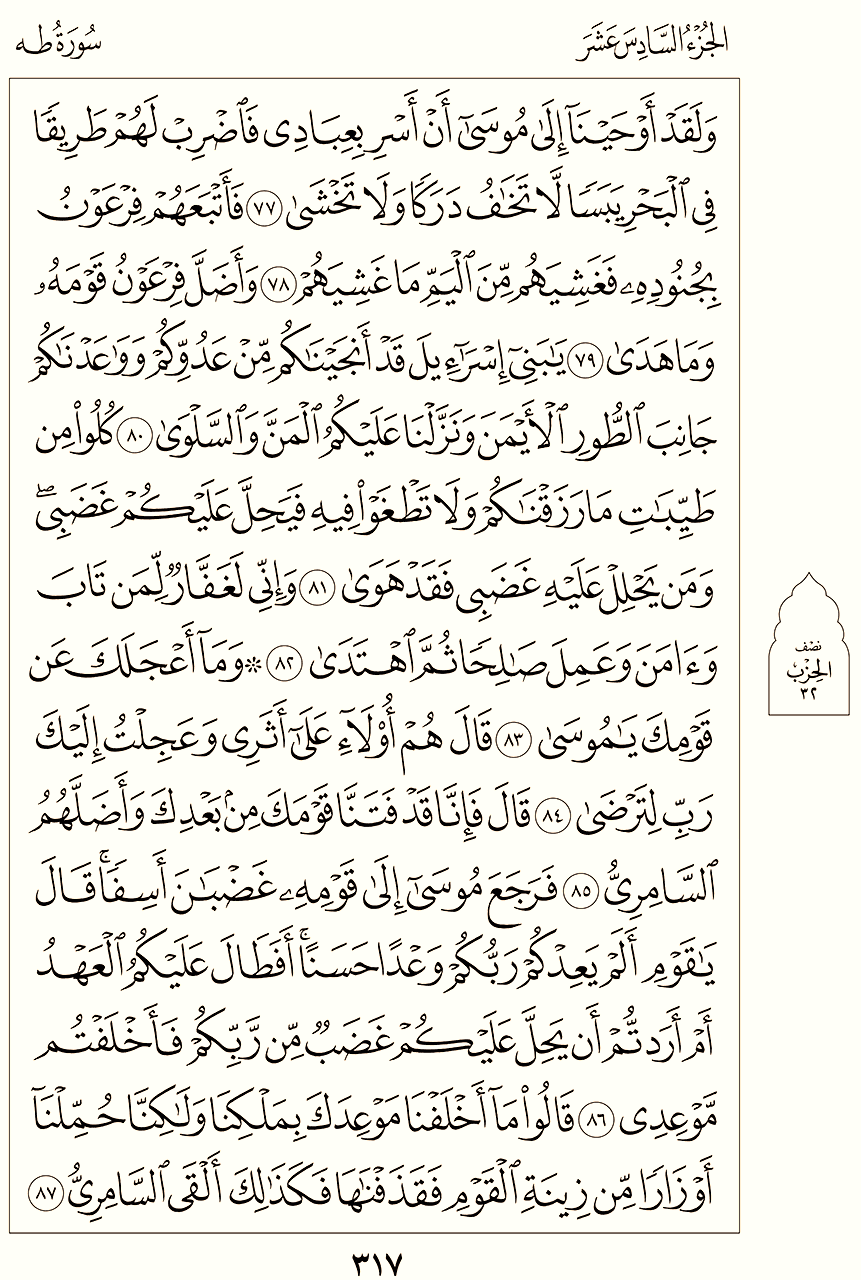 الجُزْءُ السَّادِسَ عَشَرَ
سُورَةُ طه
وَلَقَدْ أَوْحَيْنَآ إِلَىٰ مُوسَىٰٓ أَنْ أَسْرِ بِعِبَادِى فَٱضْرِبْ لَهُمْ طَرِيقًا
فِى ٱلْبَحْرِ يَبَسًا لَّا تَخَٰفُ دَرَكًا وَلَا تَخْشَىٰ ٧٧ فَأَتْبَعَهُمْ فِرْعَوْنُ
بِجُنُودِهِۦ فَغَشِيَهُم مِّنَ ٱلْيَمِّ مَا غَشِيَهُمْ ٧٨ وَأَضَلَّ فِرْعَوْنُ قَوْمَهُۥ
وَمَا هَدَىٰ ٧٩ يَٰبَنِىٓ إِسْرَٰٓءِيلَ قَدْ أَنجَيْنَٰكُم مِّنْ عَدُوِّكُمْ وَوَٰعَدْنَٰكُمْ
جَانِبَ ٱلطُّورِ ٱلْأَيْمَنَ وَنَزَّلْنَا عَلَيْكُمُ ٱلْمَنَّ وَٱلسَّلْوَىٰ ٨٠ كُلُوا۟ مِن
طَيِّبَٰتِ مَا رَزَقْنَٰكُمْ وَلَا تَطْغَوْا۟ فِيهِ فَيَحِلَّ عَلَيْكُمْ غَضَبِىۖ
وَمَن يَحْلِلْ عَلَيْهِ غَضَبِى فَقَدْ هَوَىٰ ٨١ وَإِنِّى لَغَفَّارٌ لِّمَن تَابَ
وَءَامَنَ وَعَمِلَ صَٰلِحًا ثُمَّ ٱهْتَدَىٰ ٨٢ ۞ وَمَآ أَعْجَلَكَ عَن
قَوْمِكَ يَٰمُوسَىٰ ٨٣ قَالَ هُمْ أُو۟لَآءِ عَلَىٰٓ أَثَرِى وَعَجِلْتُ إِلَيْكَ
رَبِّ لِتَرْضَىٰ ٨٤ قَالَ فَإِنَّا قَدْ فَتَنَّا قَوْمَكَ مِنۢ بَعْدِكَ وَأَضَلَّهُمُ
ٱلسَّامِرِىُّ ٨٥ فَرَجَعَ مُوسَىٰٓ إِلَىٰ قَوْمِهِۦ غَضْبَٰنَ أَسِفًاۚ قَالَ
يَٰقَوْمِ أَلَمْ يَعِدْكُمْ رَبُّكُمْ وَعْدًا حَسَنًاۚ أَفَطَالَ عَلَيْكُمُ ٱلْعَهْدُ
أَمْ أَرَدتُّمْ أَن يَحِلَّ عَلَيْكُمْ غَضَبٌ مِّن رَّبِّكُمْ فَأَخْلَفْتُم
مَّوْعِدِى ٨٦ قَالُوا۟ مَآ أَخْلَفْنَا مَوْعِدَكَ بِمَلْكِنَا وَلَٰكِنَّا حُمِّلْنَآ
أَوْزَارًا مِّن زِينَةِ ٱلْقَوْمِ فَقَذَفْنَٰهَا فَكَذَٰلِكَ أَلْقَى ٱلسَّامِرِىُّ ٨٧
نصف
الحِزْب
٣٢
٣١٧